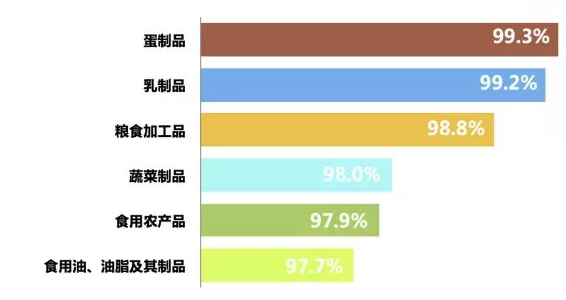 蛋制品 99.3%
乳制品 99.2%
粮食加工品 98.8%
蔬菜制品 98.0%
食用农产品 97.9%
食用油、油脂及其制品 97.7%